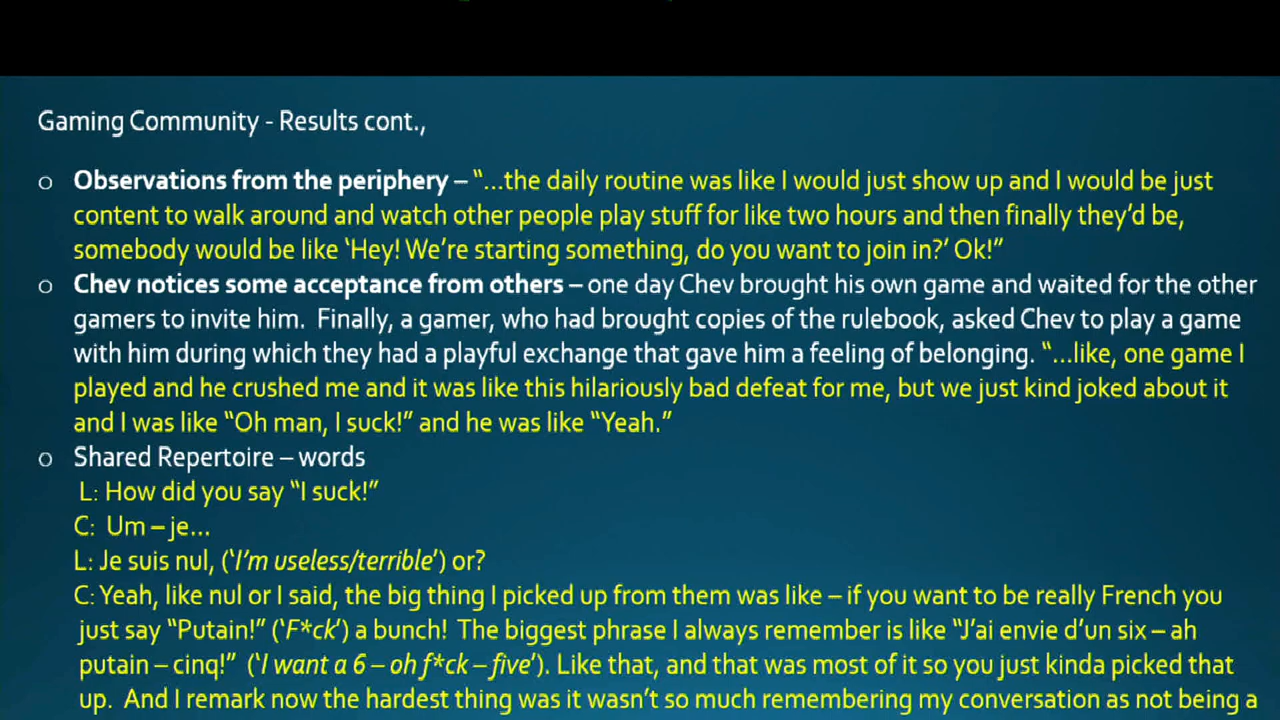 Gaming Community - Results cont.,
o Observations from the periphery – “…the daily routine was like I would just show up and I would be just
content to walk around and watch other people play stuff for like two hours and then finally they’d be,
somebody would be like ‘Hey! We’re starting something, do you want to join in?’ Ok!”
o Chev notices some acceptance from others – one day Chev brought his own game and waited for the other
gamers to invite him. Finally, a gamer, who had brought copies of the rulebook, asked Chev to play a game
with him during which they had a playful exchange that gave him a feeling of belonging. “…like, one game I
played and he crushed me and it was like this hilariously bad defeat for me, but we just kind joked about it
and I was like “Oh man, I suck!” and he was like “Yeah.”
o Shared Repertoire – words
L: How did you say “I suck!”
C: Um – je…
L: Je suis nul, (‘I’m useless/terrible’) or?
C: Yeah, like nul or I said, the big thing I picked up from them was like – if you want to be really French you
just say “Putain!” (‘F*ck’) a bunch! The biggest phrase I always remember is like “J’ai envie d’un six – ah
putain – cinq!” (‘I want a 6 – oh f*ck – five’). Like that, and that was most of it so you just kinda picked that
up. And I remark now the hardest thing was it wasn’t so much remembering my conversation as not being a